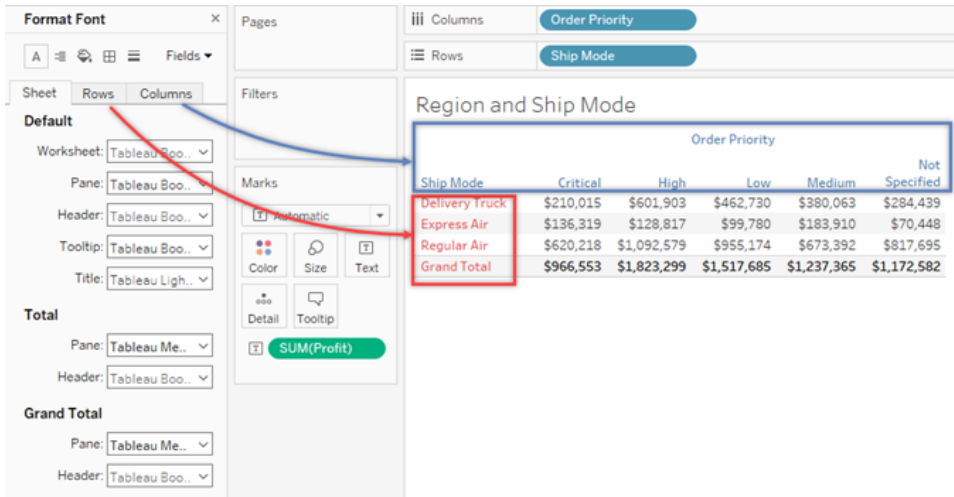 Format Font ×
A Fields
Sheet Rows Columns
Default
Worksheet: Tableau Boo..
Pane: Tableau Boo..
Header: Tableau Boo..
Tooltip: Tableau Boo..
Title: Tableau Ligh..
Total
Pane: Tableau Me..
Header: Tableau Boo..
Grand Total
Pane: Tableau Me..
Header: Tableau Boo..
Pages
Filters
Marks
T Automatic
Color Size Text
Detail Tooltip
SUM(Profit)
Columns Order Priority
Rows Ship Mode
Region and Ship Mode
Order Priority
Ship Mode Critical High Low Medium Not Specified
Delivery Truck $210,015 $601,903 $462,730 $380,063 $284,439
Express Air $136,319 $128,817 $99,780 $183,910 $70,448
Regular Air $620,218 $1,092,579 $955,174 $673,392 $817,695
Grand Total $966,553 $1,823,299 $1,517,685 $1,237,365 $1,172,582